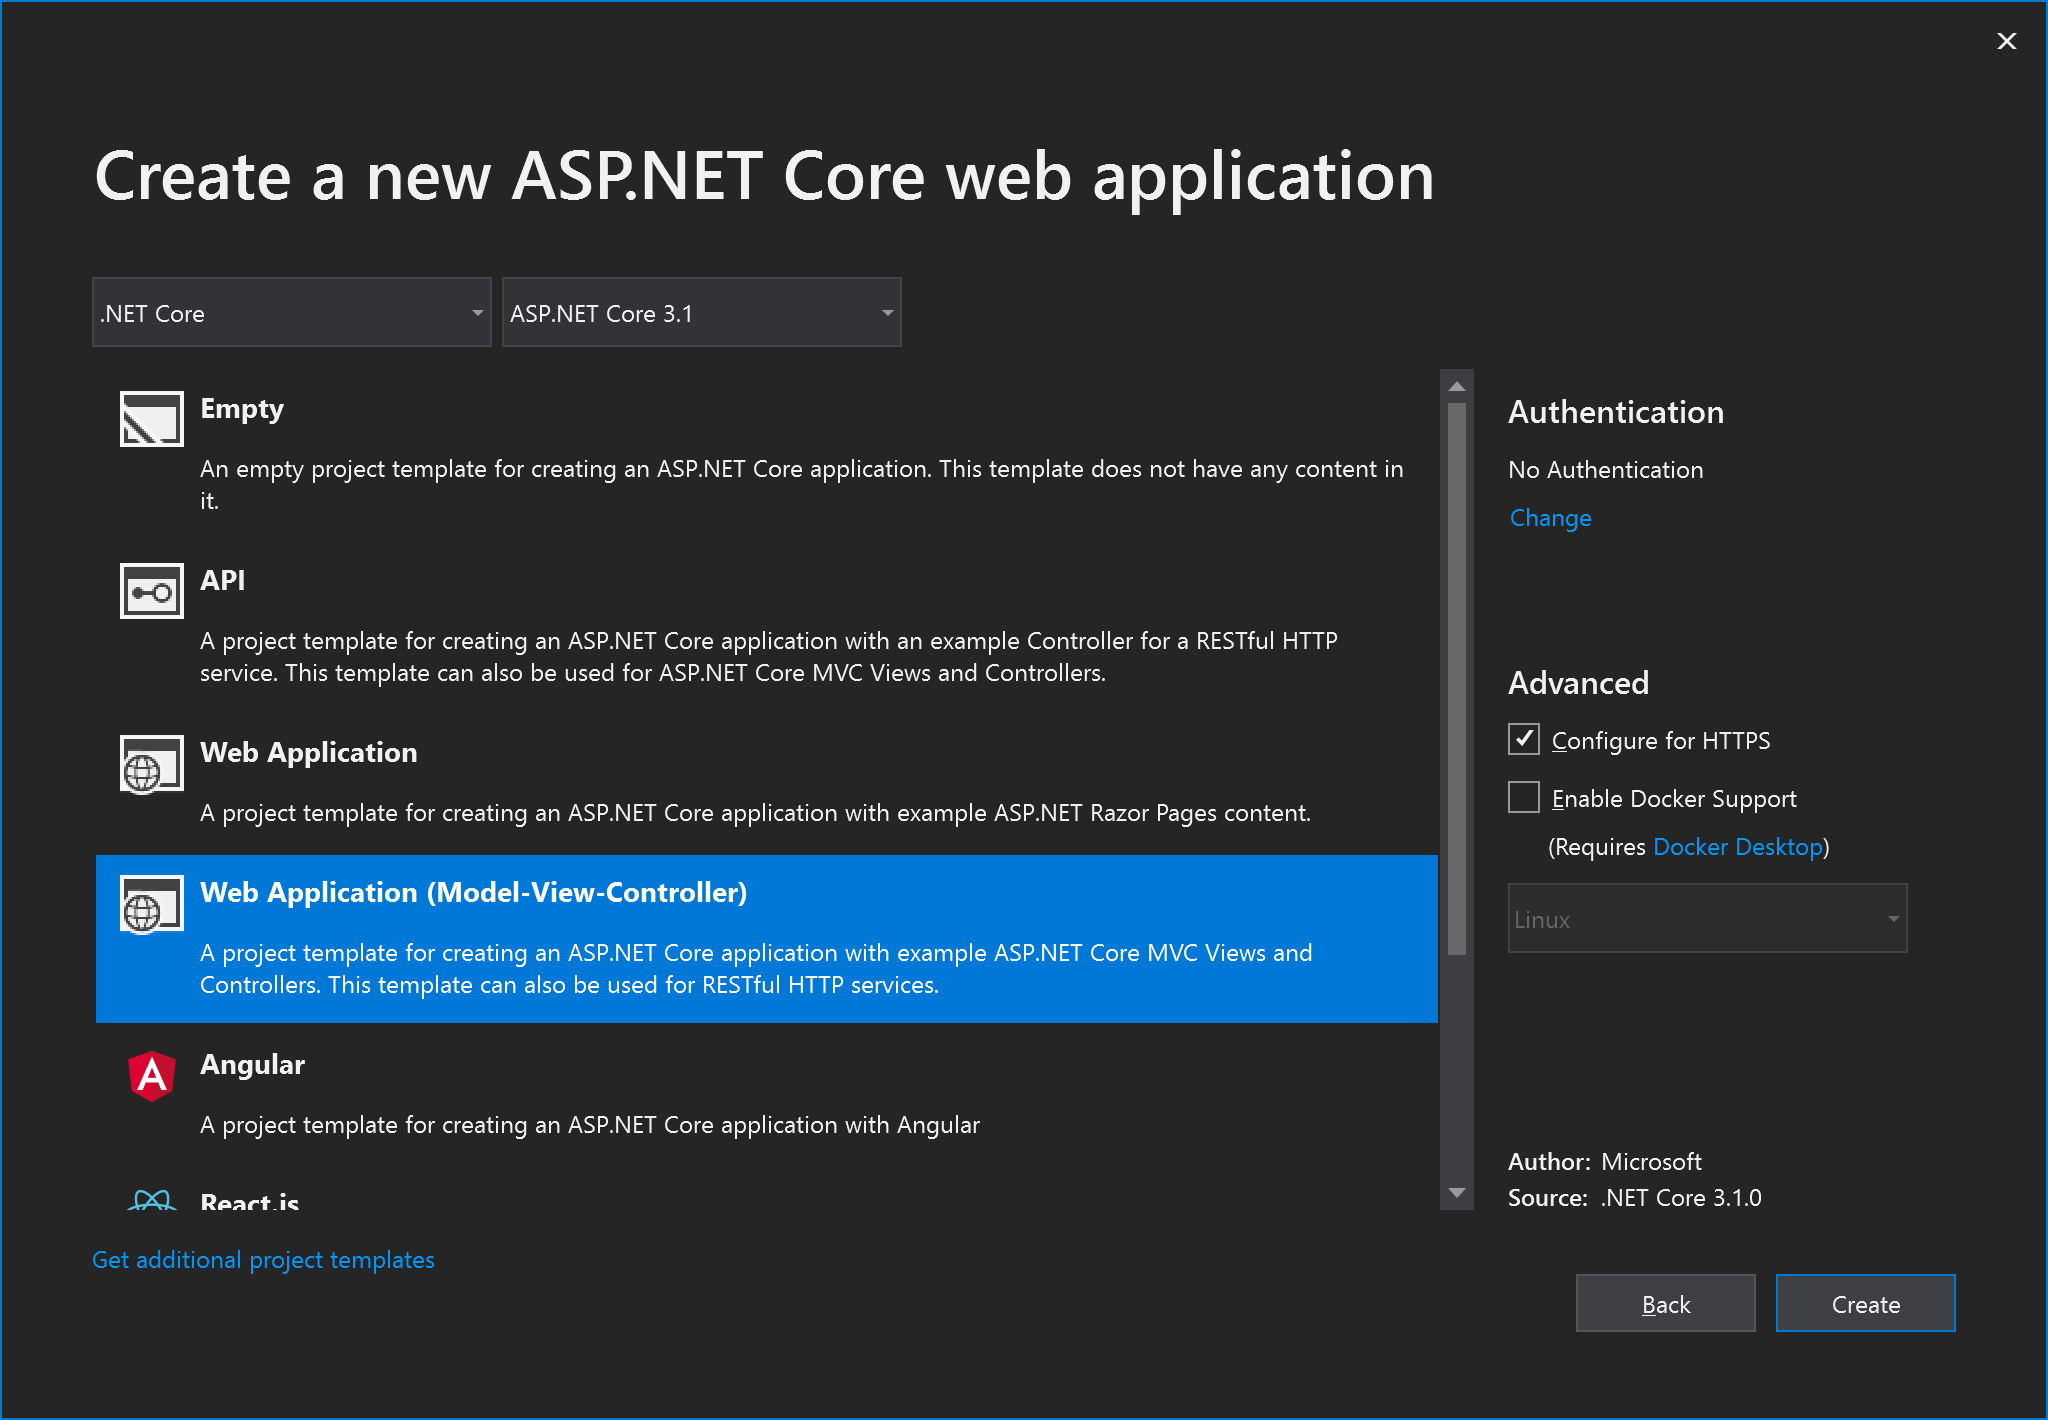 Create a new ASP.NET Core web application
.NET Core
ASP.NET Core 3.1
Empty
An empty project template for creating an ASP.NET Core application. This template does not have any content in
it.
API
A project template for creating an ASP.NET Core application with an example Controller for a RESTful HTTP
service. This template can also be used for ASP.NET Core MVC Views and Controllers.
Web Application
A project template for creating an ASP.NET Core application with example ASP.NET Razor Pages content.
Web Application (Model-View-Controller)
A project template for creating an ASP.NET Core application with example ASP.NET Core MVC Views and
Controllers. This template can also be used for RESTful HTTP services.
Angular
A project template for creating an ASP.NET Core application with Angular
React.js
Get additional project templates
Authentication
No Authentication
Change
Advanced
Configure for HTTPS
Enable Docker Support
(Requires Docker Desktop)
Linux
Author: Microsoft
Source: .NET Core 3.1.0
Back
Create